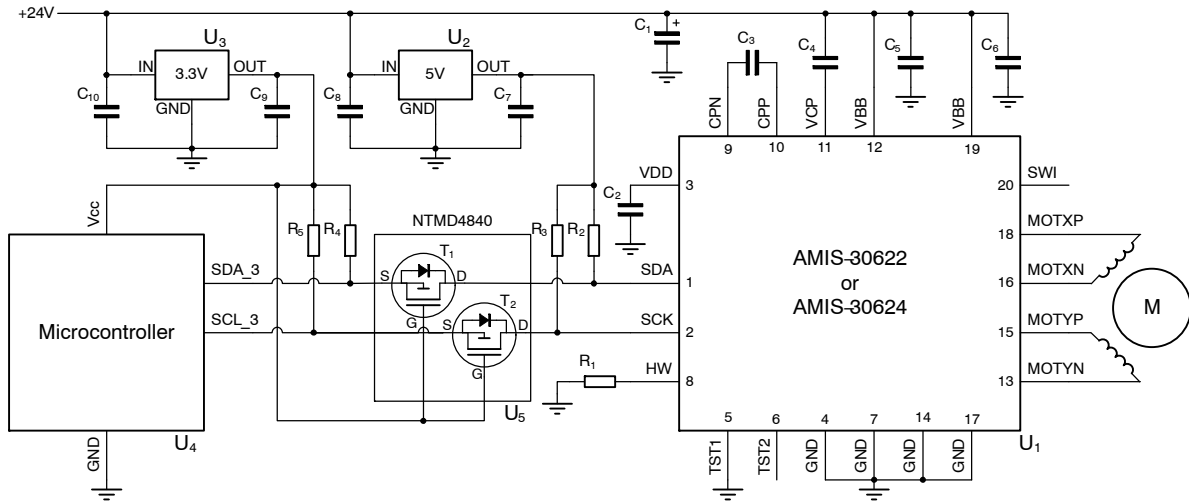 +24V
U3
IN
3.3V
OUT
GND
C10
C9
U2
IN
5V
OUT
GND
C8
C7
C1
+
C3
C4
C5
C6
CPN
CPP
VCP
VBB
VBB
9
10
11
12
19
VDD
3
C2
20
SWI
Vcc
R5
R4
NTMD4840
R3
R2
T1
S
D
G
T2
S
D
G
U5
SDA_3
SCL_3
Microcontroller
U4
GND
SDA
1
SCK
2
R1
HW
8
AMIS-30622
or
AMIS-30624
18
MOTXP
16
MOTXN
15
MOTYP
13
MOTYN
M
5
6
4
7
14
17
TST1
TST2
GND
GND
GND
GND
U1